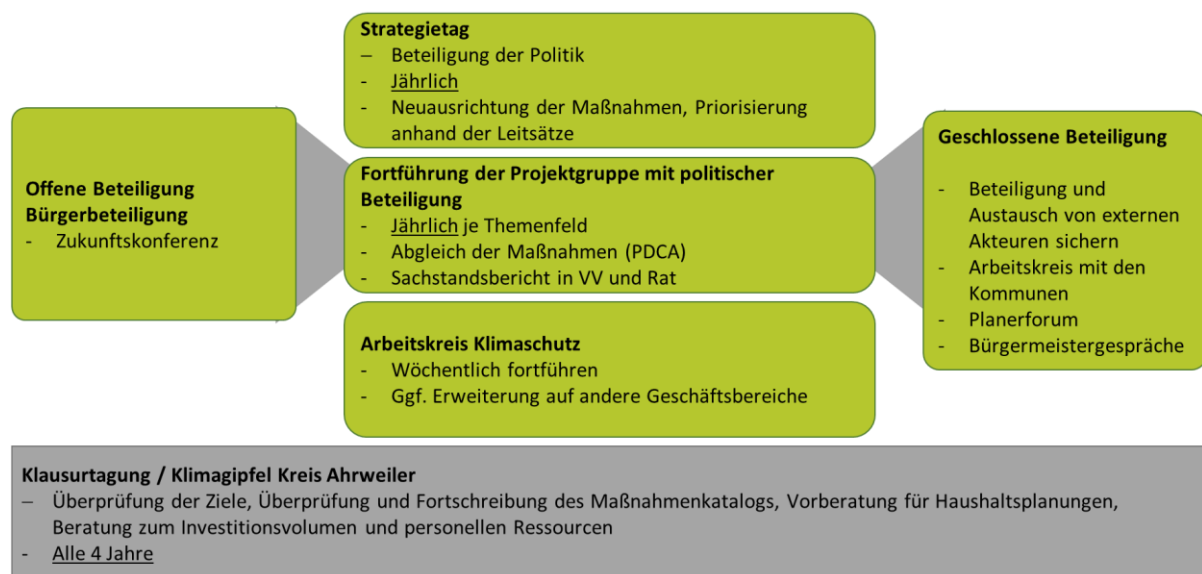 Strategietag
– Beteiligung der Politik
- Jährlich
- Neuausrichtung der Maßnahmen, Priorisierung
anhand der Leitsätze
Offene Beteiligung
Bürgerbeteiligung
- Zukunftskonferenz
Fortführung der Projektgruppe mit politischer
Beteiligung
- Jährlich je Themenfeld
- Abgleich der Maßnahmen (PDCA)
- Sachstandsbericht in VV und Rat
Geschlossene Beteiligung
- Beteiligung und
Austausch von externen
Akteuren sichern
- Arbeitskreis mit den
Kommunen
- Planerforum
- Bürgermeistergespräche
Arbeitskreis Klimaschutz
- Wöchentlich fortführen
- Ggf. Erweiterung auf andere Geschäftsbereiche
Klausurtagung / Klimagipfel Kreis Ahrweiler
– Überprüfung der Ziele, Überprüfung und Fortschreibung des Maßnahmenkatalogs, Vorberatung für Haushaltsplanungen,
Beratung zum Investitionsvolumen und personellen Ressourcen
- Alle 4 Jahre